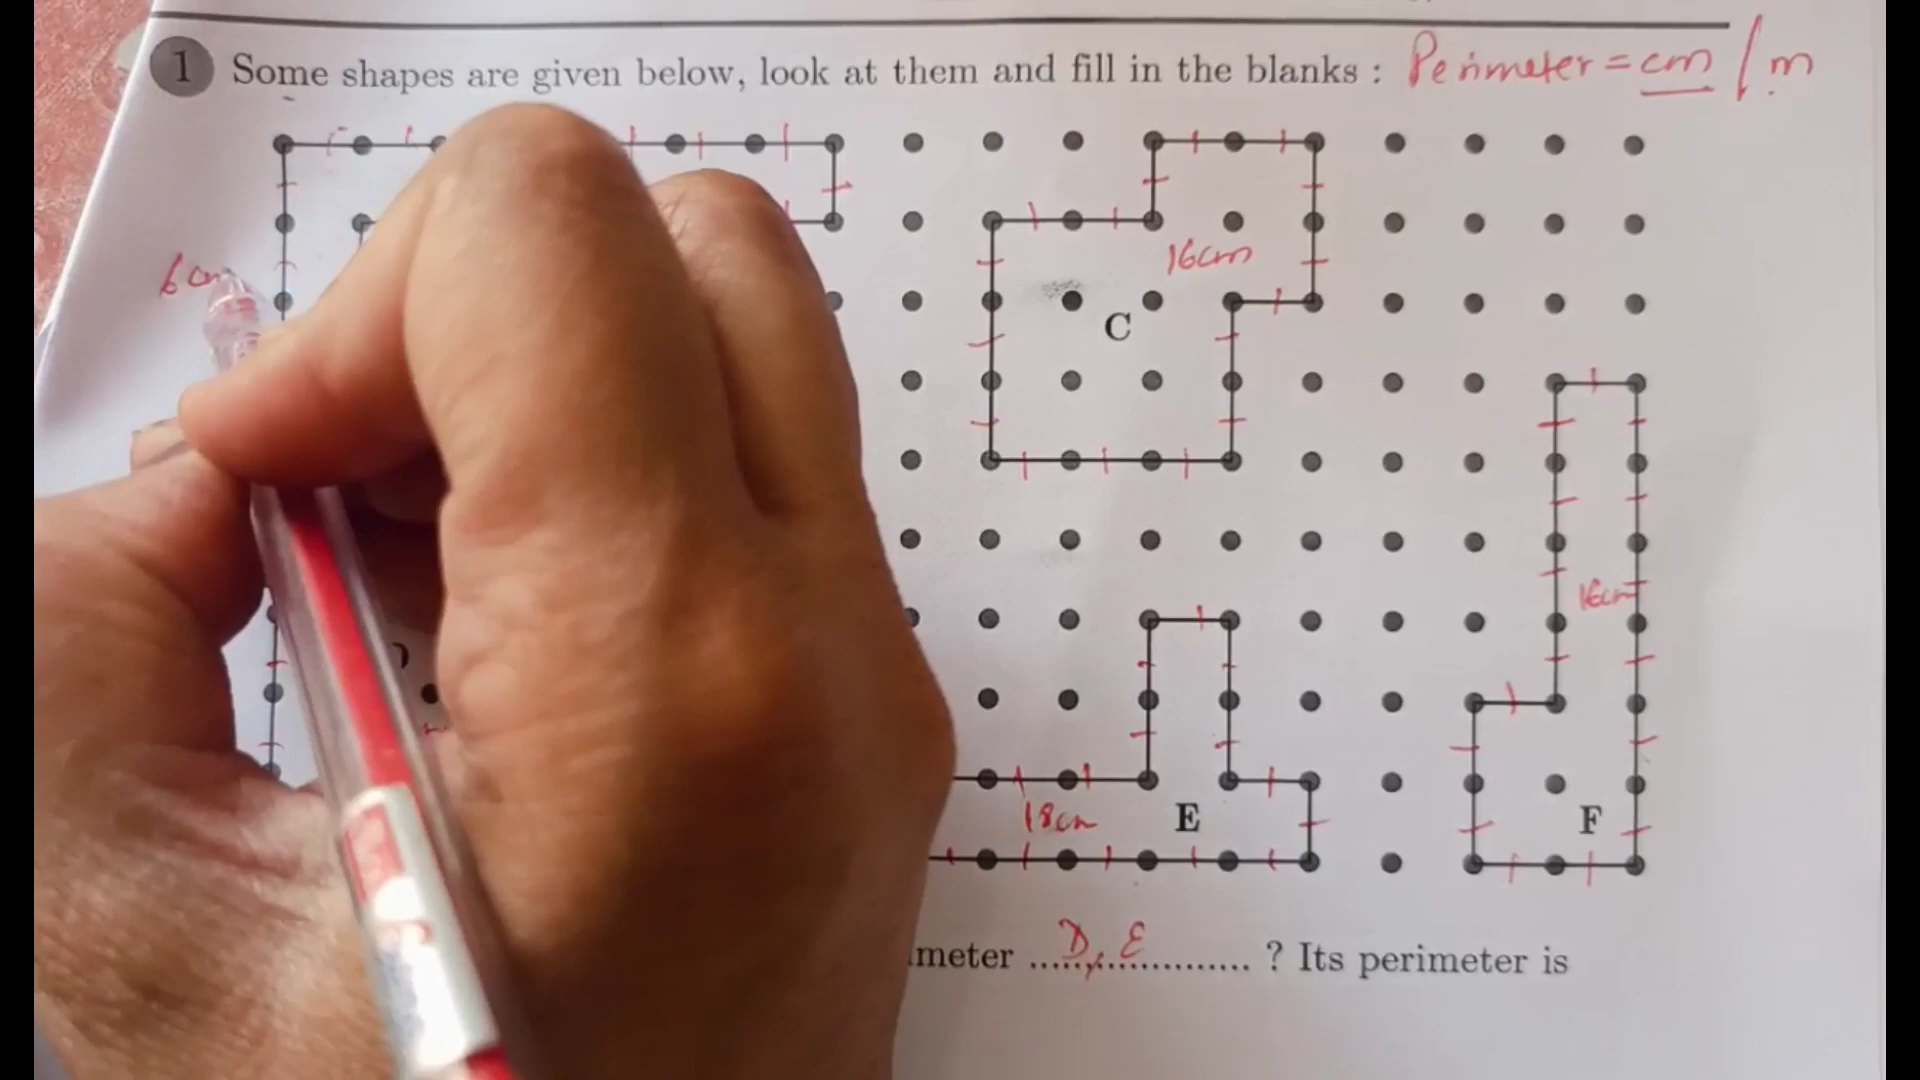 1 Some shapes are given below, look at them and fill in the blanks : Perimeter = cm / m
16cm
6cm
C
16cm
E
18cm
F
meter ....D, E.... ? Its perimeter is